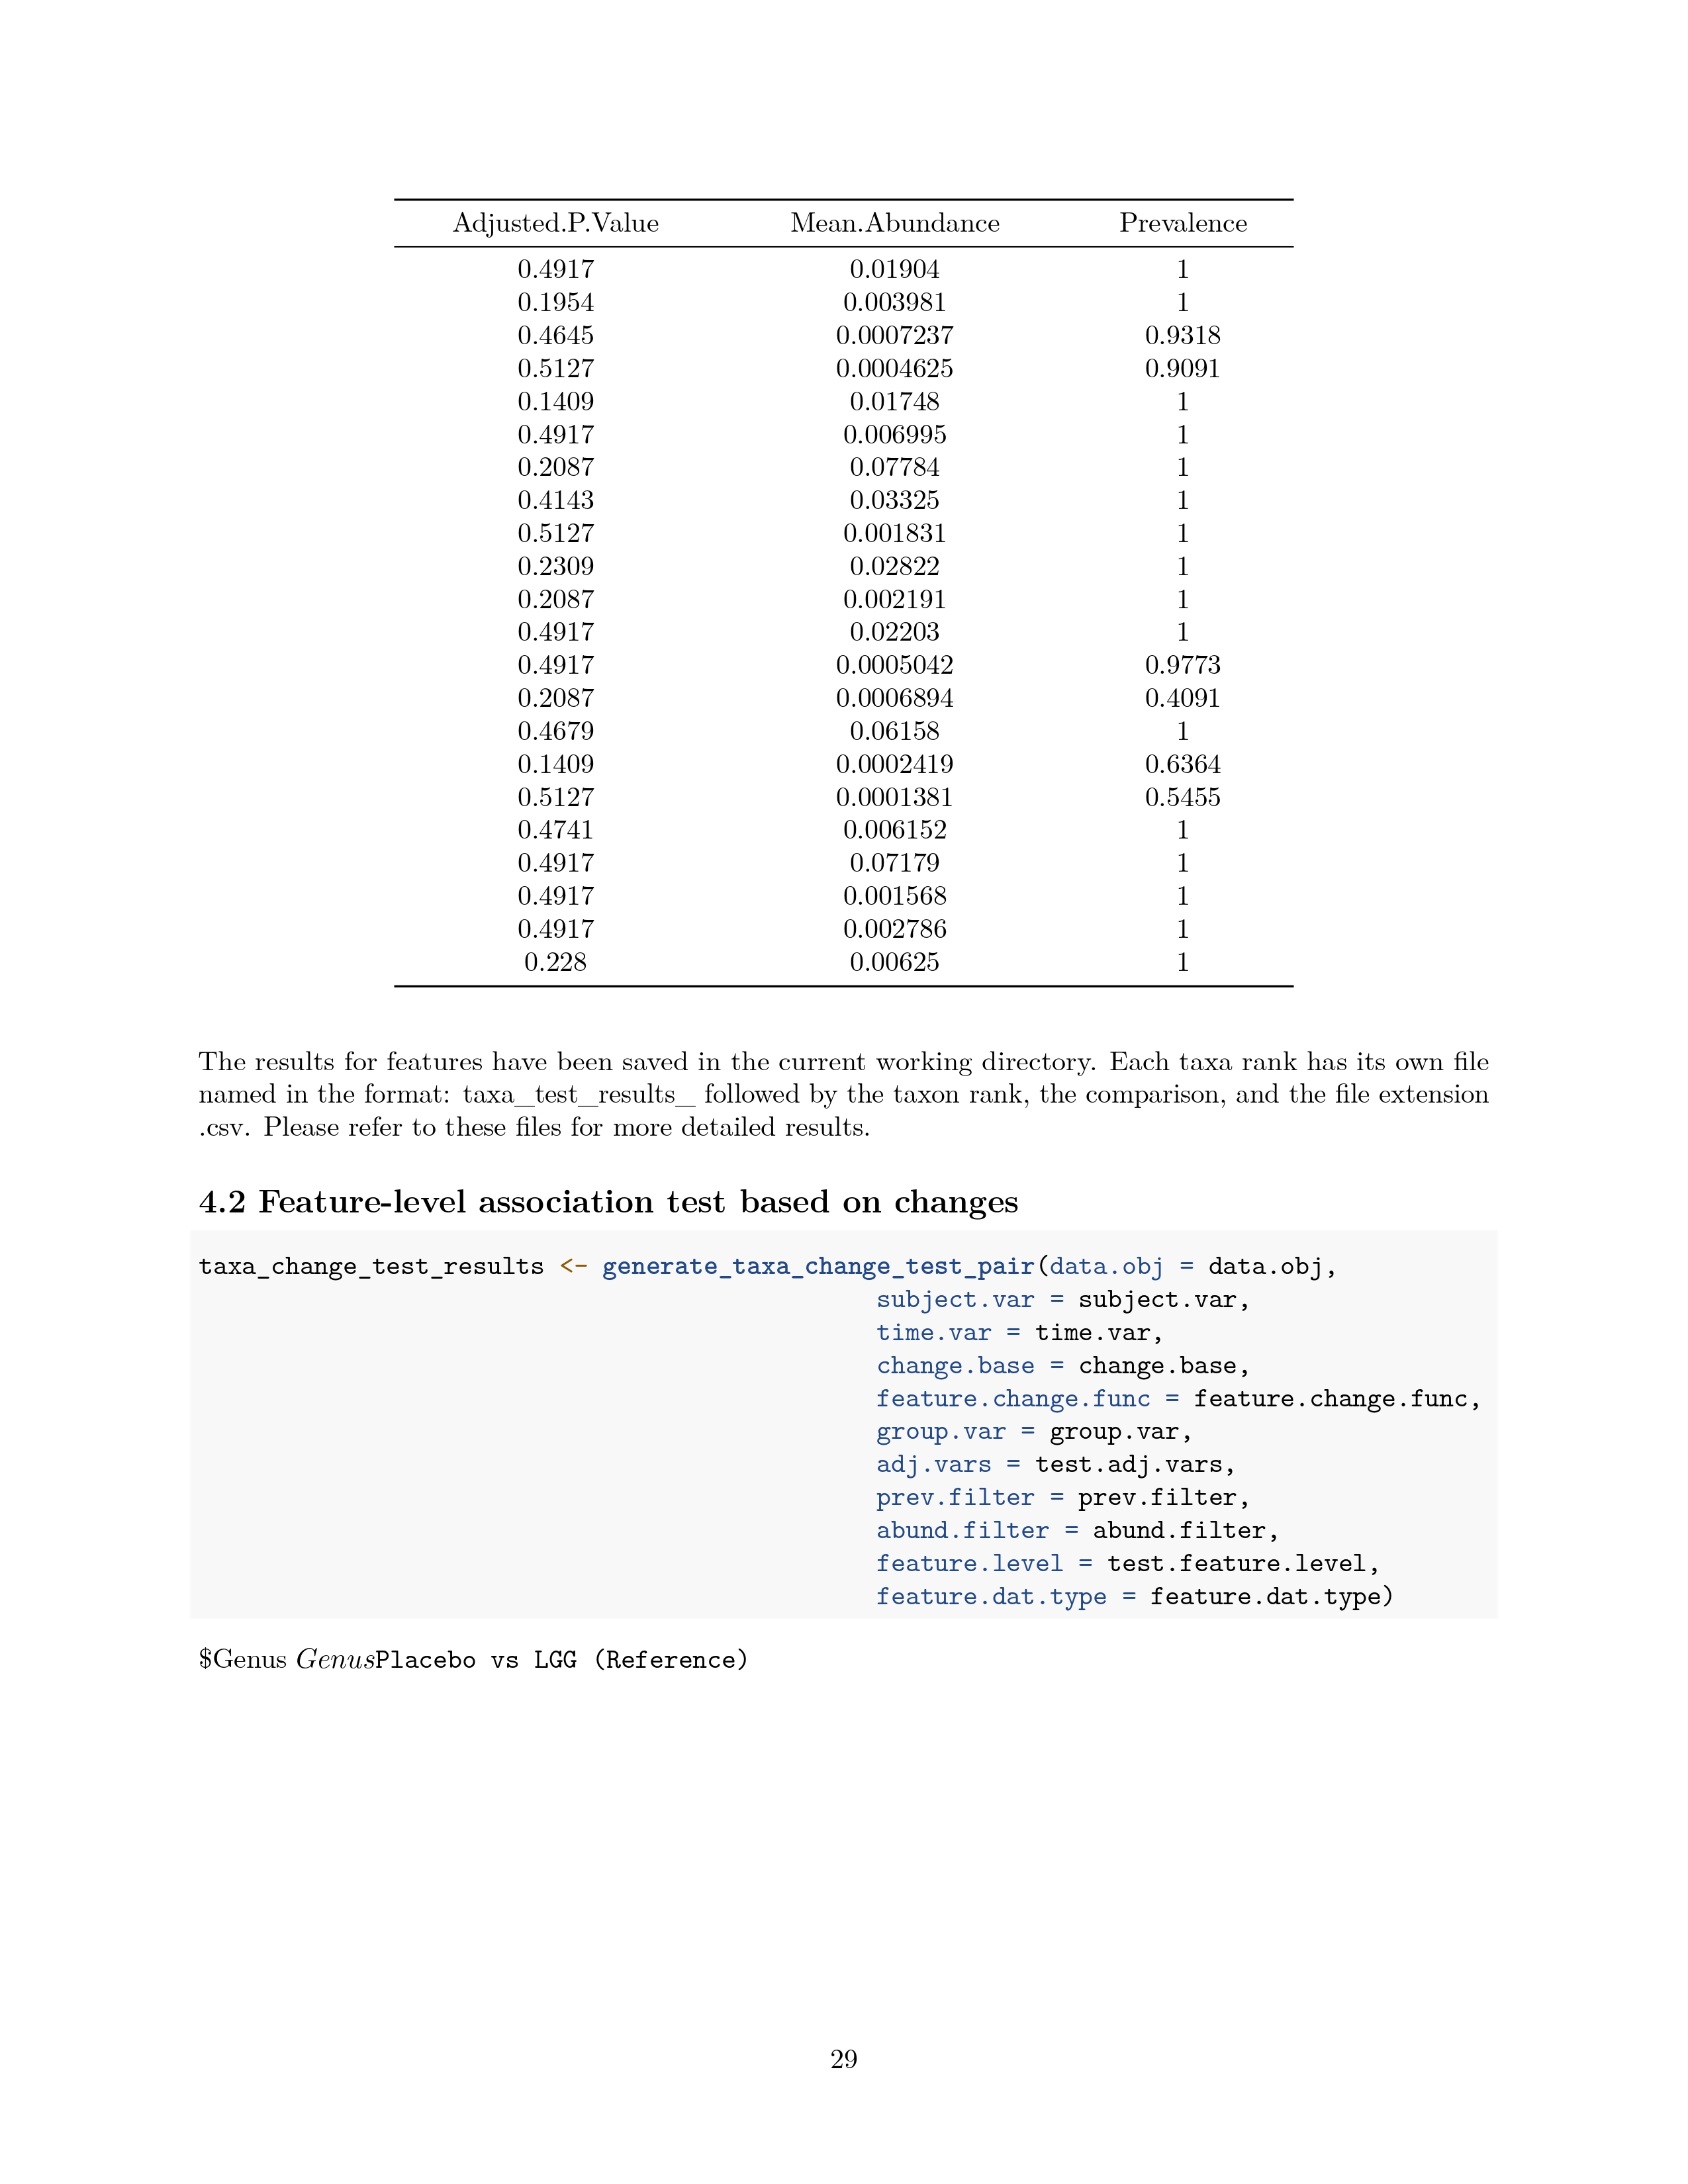 Adjusted.P.Value Mean.Abundance Prevalence
0.4917 0.01904 1
0.1954 0.003981 1
0.4645 0.0007237 0.9318
0.5127 0.0004625 0.9091
0.1409 0.01748 1
0.4917 0.006995 1
0.2087 0.07784 1
0.4143 0.03325 1
0.5127 0.001831 1
0.2309 0.02822 1
0.2087 0.002191 1
0.4917 0.02203 1
0.4917 0.0005042 0.9773
0.2087 0.0006894 0.4091
0.4679 0.06158 1
0.1409 0.0002419 0.6364
0.5127 0.0001381 0.5455
0.4741 0.006152 1
0.4917 0.07179 1
0.4917 0.001568 1
0.4917 0.002786 1
0.228 0.00625 1
The results for features have been saved in the current working directory. Each taxa rank has its own file
named in the format: taxa_test_results_ followed by the taxon rank, the comparison, and the file extension
.csv. Please refer to these files for more detailed results.
4.2 Feature-level association test based on changes
taxa_change_test_results <- generate_taxa_change_test_pair(data.obj = data.obj,
subject.var = subject.var,
time.var = time.var,
change.base = change.base,
feature.change.func = feature.change.func,
group.var = group.var,
adj.vars = test.adj.vars,
prev.filter = prev.filter,
abund.filter = abund.filter,
feature.level = test.feature.level,
feature.dat.type = feature.dat.type)
$Genus GenusPlacebo vs LGG (Reference)
29